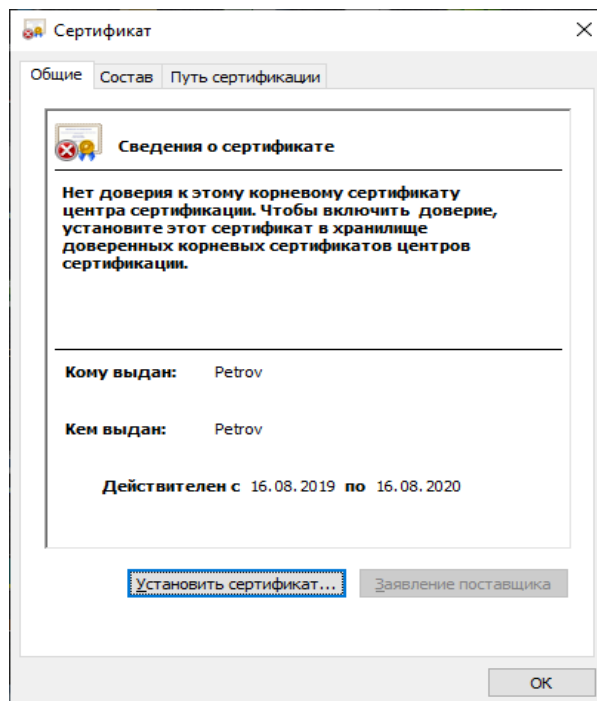 Сертификат
Общие Состав Путь сертификации
Сведения о сертификате
Нет доверия к этому корневому сертификату
центра сертификации. Чтобы включить доверие,
установите этот сертификат в хранилище
доверенных корневых сертификатов центров
сертификации.
Кому выдан: Petrov
Кем выдан: Petrov
Действителен с 16.08.2019 по 16.08.2020
Установить сертификат... Заявление поставщика
ОК